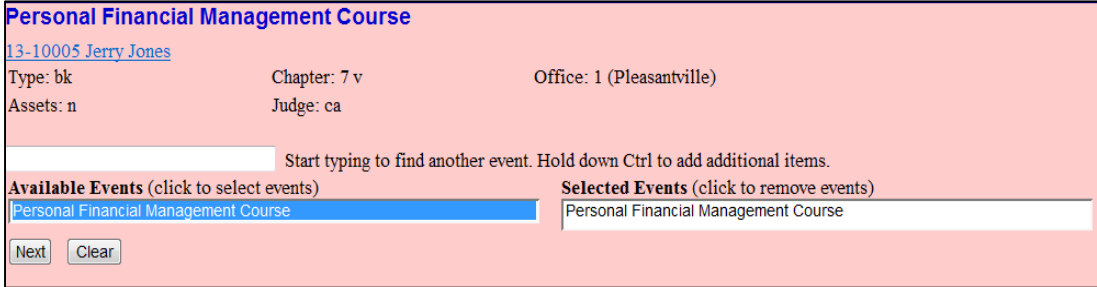 Personal Financial Management Course
13-10005 Jerry Jones
Type: bk Chapter: 7 v Office: 1 (Pleasantville)
Assets: n Judge: ca
Start typing to find another event. Hold down Ctrl to add additional items.
Available Events (click to select events) Selected Events (click to remove events)
Personal Financial Management Course Personal Financial Management Course
Next Clear